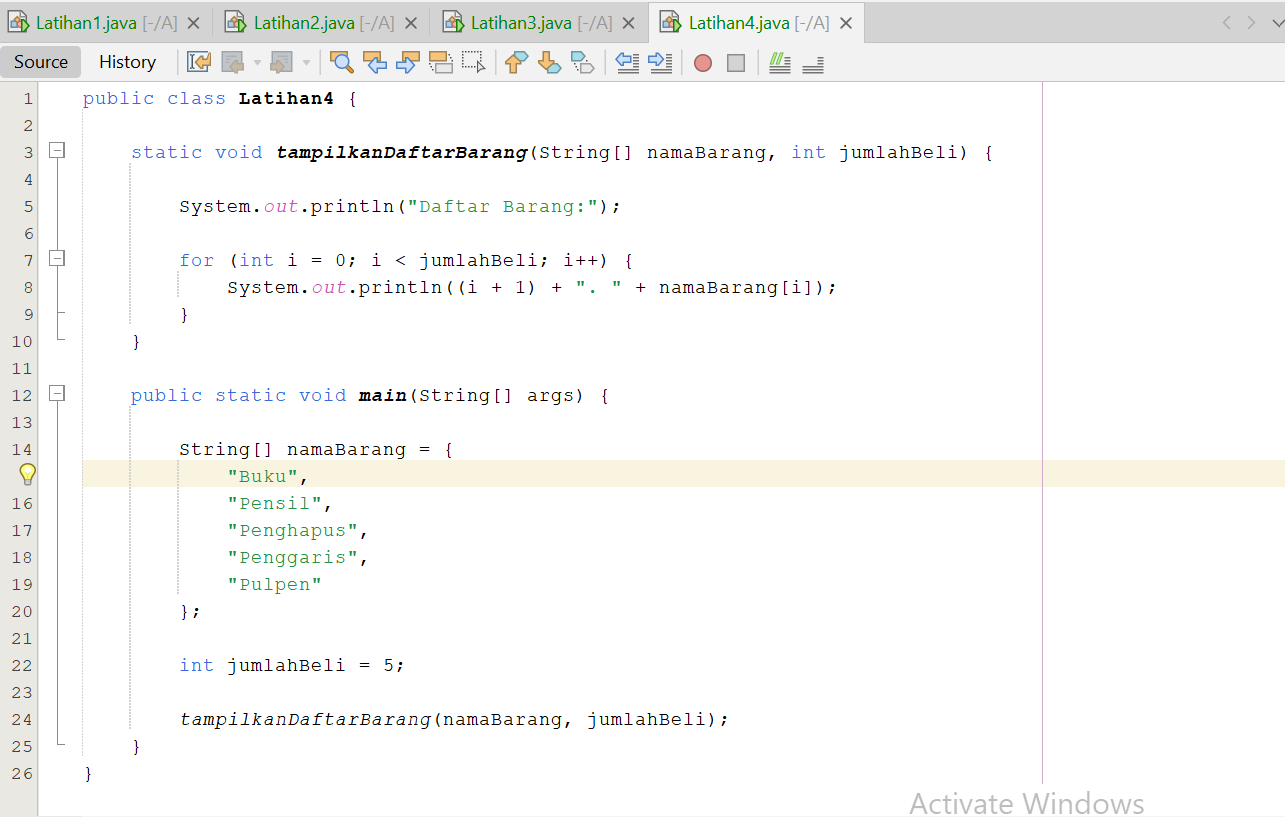 Latihan1.java [-/A] Latihan2.java [-/A] Latihan3.java [-/A] Latihan4.java [-/A]
Source History
1 public class Latihan4 {
2
3 static void tampilkanDaftarBarang(String[] namaBarang, int jumlahBeli) {
4
5 System.out.println("Daftar Barang:");
6
7 for (int i = 0; i < jumlahBeli; i++) {
8 System.out.println((i + 1) + ". " + namaBarang[i]);
9 }
10 }
11
12 public static void main(String[] args) {
13
14 String[] namaBarang = {
"Buku",
16 "Pensil",
17 "Penghapus",
18 "Penggaris",
19 "Pulpen"
20 };
21
22 int jumlahBeli = 5;
23
24 tampilkanDaftarBarang(namaBarang, jumlahBeli);
25 }
26 }
Activate Windows